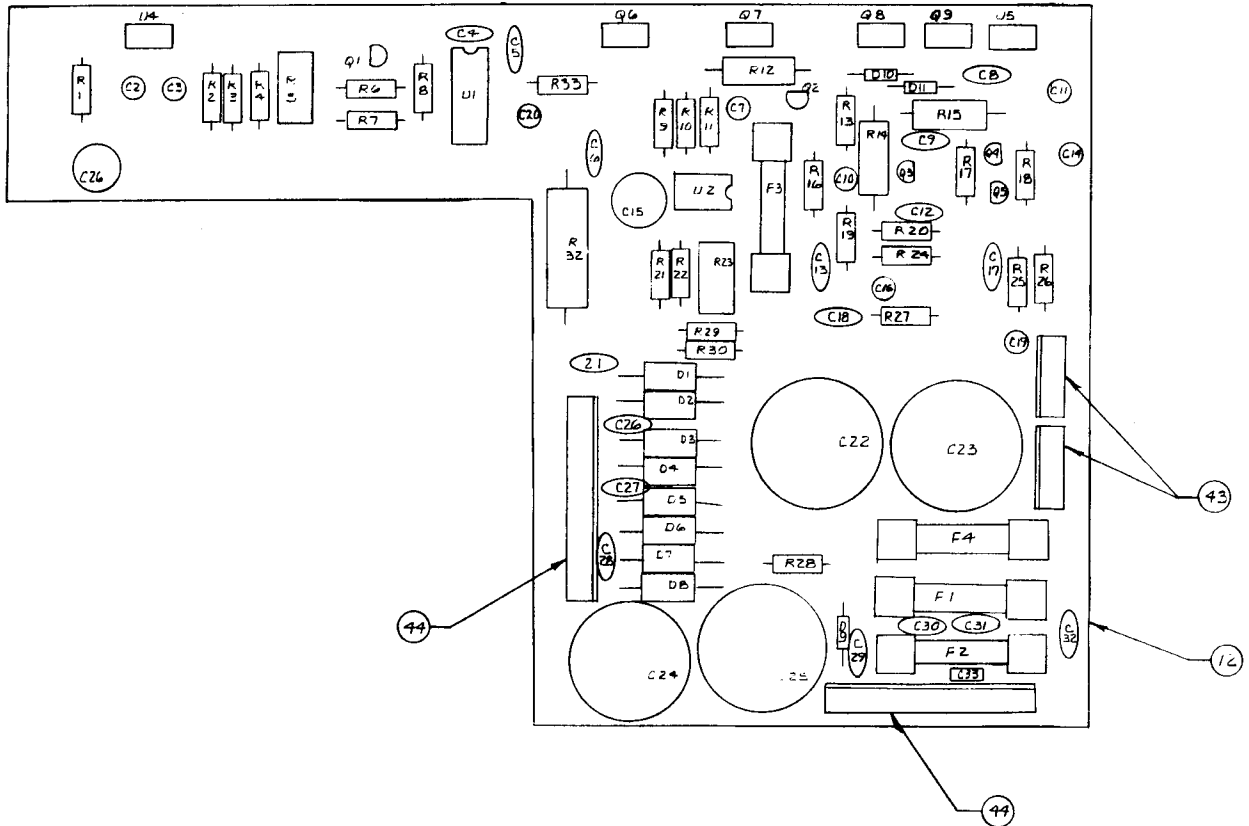 U4
Q6
Q7
Q8
Q9
U5
C4
C5
Q1
R1
C2
C3
R2
R3
R4
R5
R6
R7
R8
U1
R33
C20
R12
D10
D11
C8
C11
Q2
C7
R9
R10
R11
R13
R14
R15
C9
C14
C26
C15
U2
F3
R16
C10
Q3
R17
Q4
Q5
R18
C12
R32
R21
R22
R23
C13
R19
R20
R24
C17
R25
R26
C16
C18
R27
R29
R30
C19
21
D1
D2
C26
D3
D4
C27
D5
D6
C28
D7
D8
C22
C23
43
F4
R28
F1
44
C30
C31
C32
D9
C29
F2
C33
12
C24
44